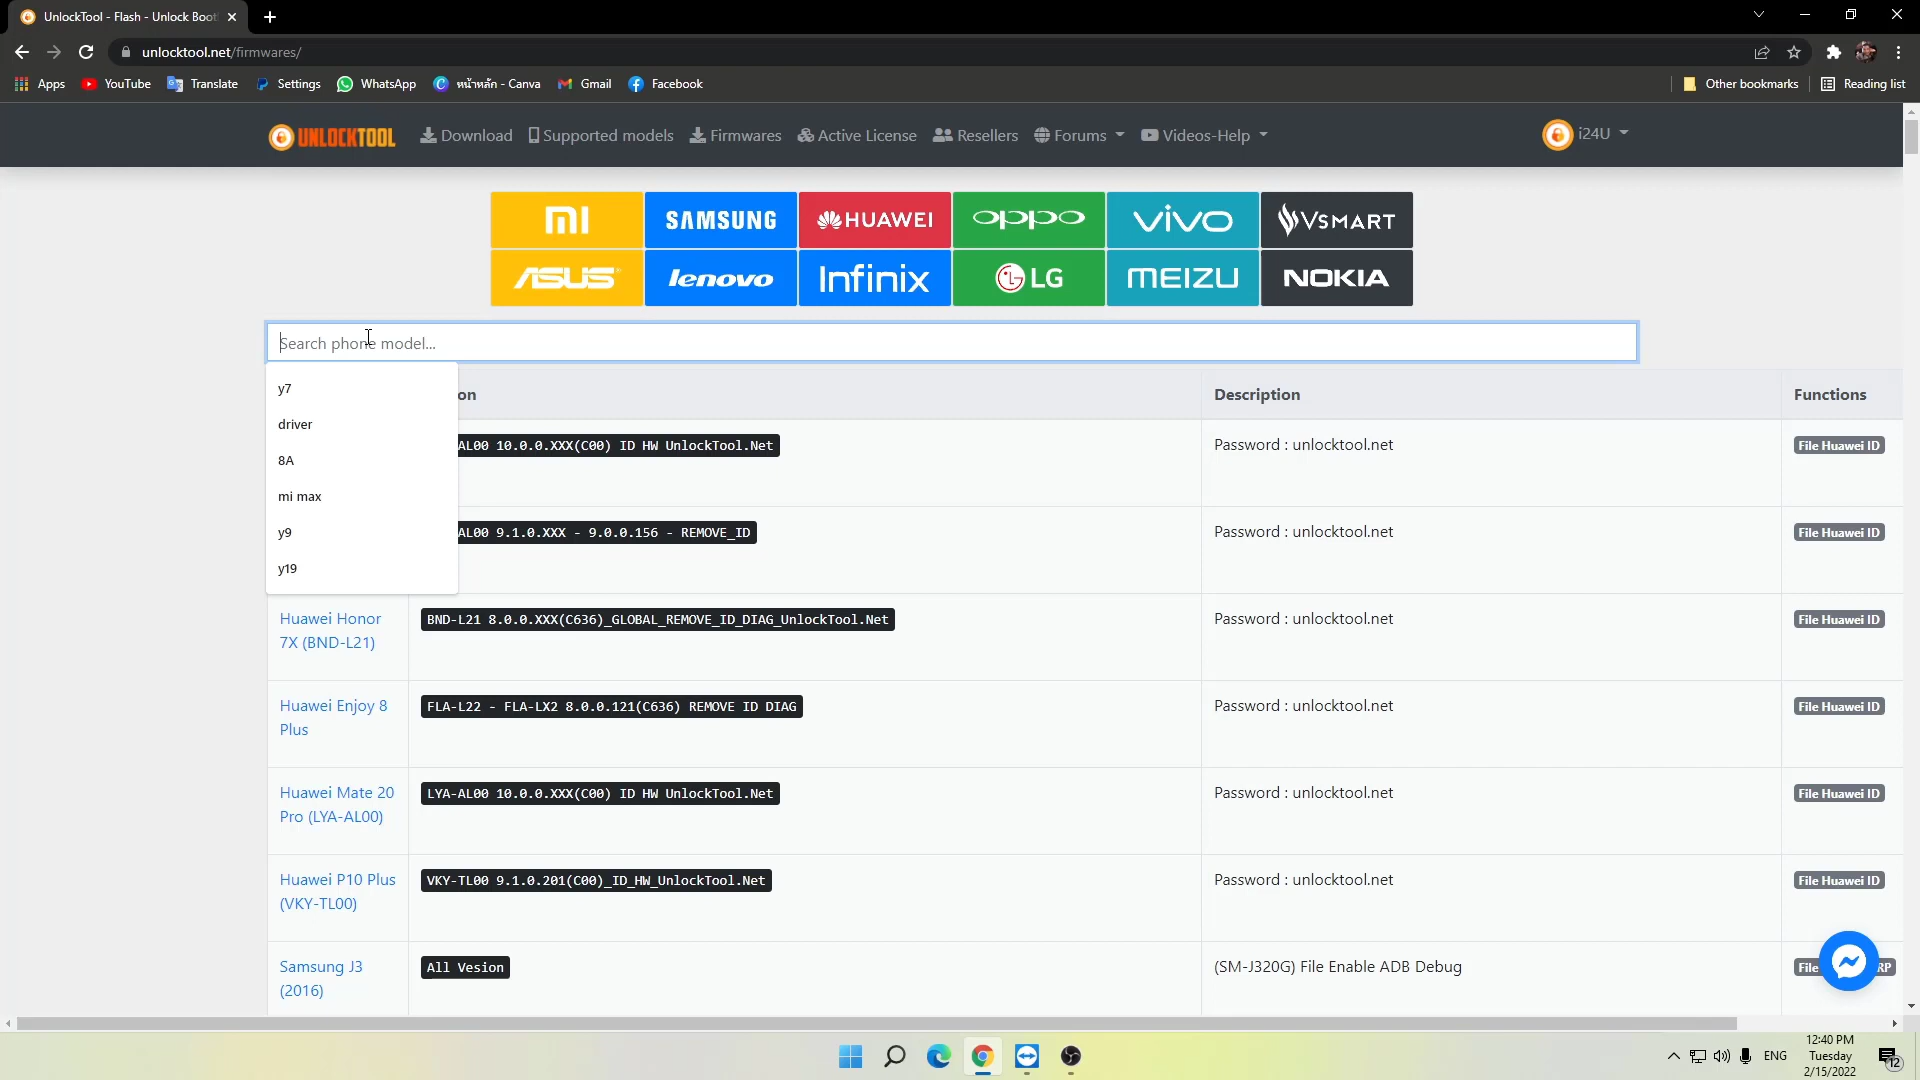 UnlockTool - Flash - Unlock Boot
unlocktool.net/firmwares/
Apps YouTube Translate Settings WhatsApp หน้าหลัก - Canva Gmail Facebook Other bookmarks Reading list
UNLOCKTOOL Download Supported models Firmwares Active License Resellers Forums Videos-Help i24U
MI SAMSUNG HUAWEI oppo vivo VSMART
ASUS lenovo Infinix LG MEIZU NOKIA
Search phone model...
y7
driver
8A
mi max
y9
y19
on Description Functions
AL00 10.0.0.XXX(C00) ID HW UnlockTool.Net Password : unlocktool.net File Huawei ID
AL00 9.1.0.XXX - 9.0.0.156 - REMOVE_ID Password : unlocktool.net File Huawei ID
Huawei Honor BND-L21 8.0.0.XXX(C636)_GLOBAL_REMOVE_ID_DIAG_UnlockTool.Net Password : unlocktool.net File Huawei ID
7X (BND-L21)
Huawei Enjoy 8 FLA-L22 - FLA-LX2 8.0.0.121(C636) REMOVE ID DIAG Password : unlocktool.net File Huawei ID
Plus
Huawei Mate 20 LYA-AL00 10.0.0.XXX(C00) ID HW UnlockTool.Net Password : unlocktool.net File Huawei ID
Pro (LYA-AL00)
Huawei P10 Plus VKY-TL00 9.1.0.201(C00)_ID_HW_UnlockTool.Net Password : unlocktool.net File Huawei ID
(VKY-TL00)
Samsung J3 All Vesion (SM-J320G) File Enable ADB Debug File RP
(2016)
12:40 PM
ENG Tuesday 12
2/15/2022